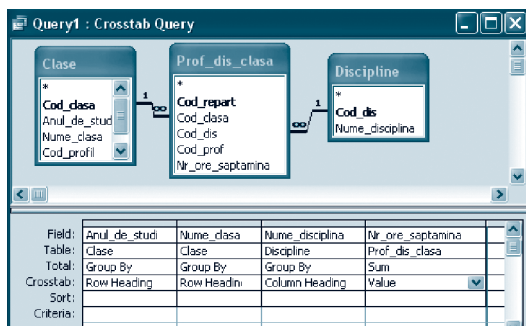 Query1 : Crosstab Query
Clase
*
Cod_clasa
Anul_de_stud
Nume_clasa
Cod_profil
1
∞
Prof_dis_clasa
*
Cod_repart
Cod_clasa
Cod_dis
Cod_prof
Nr_ore_saptamina
∞
1
Discipline
*
Cod_dis
Nume_disciplina
Field: Anul_de_studi Nume_clasa Nume_disciplina Nr_ore_saptamina
Table: Clase Clase Discipline Prof_dis_clasa
Total: Group By Group By Group By Sum
Crosstab: Row Heading Row Headin Column Heading Value
Sort:
Criteria: